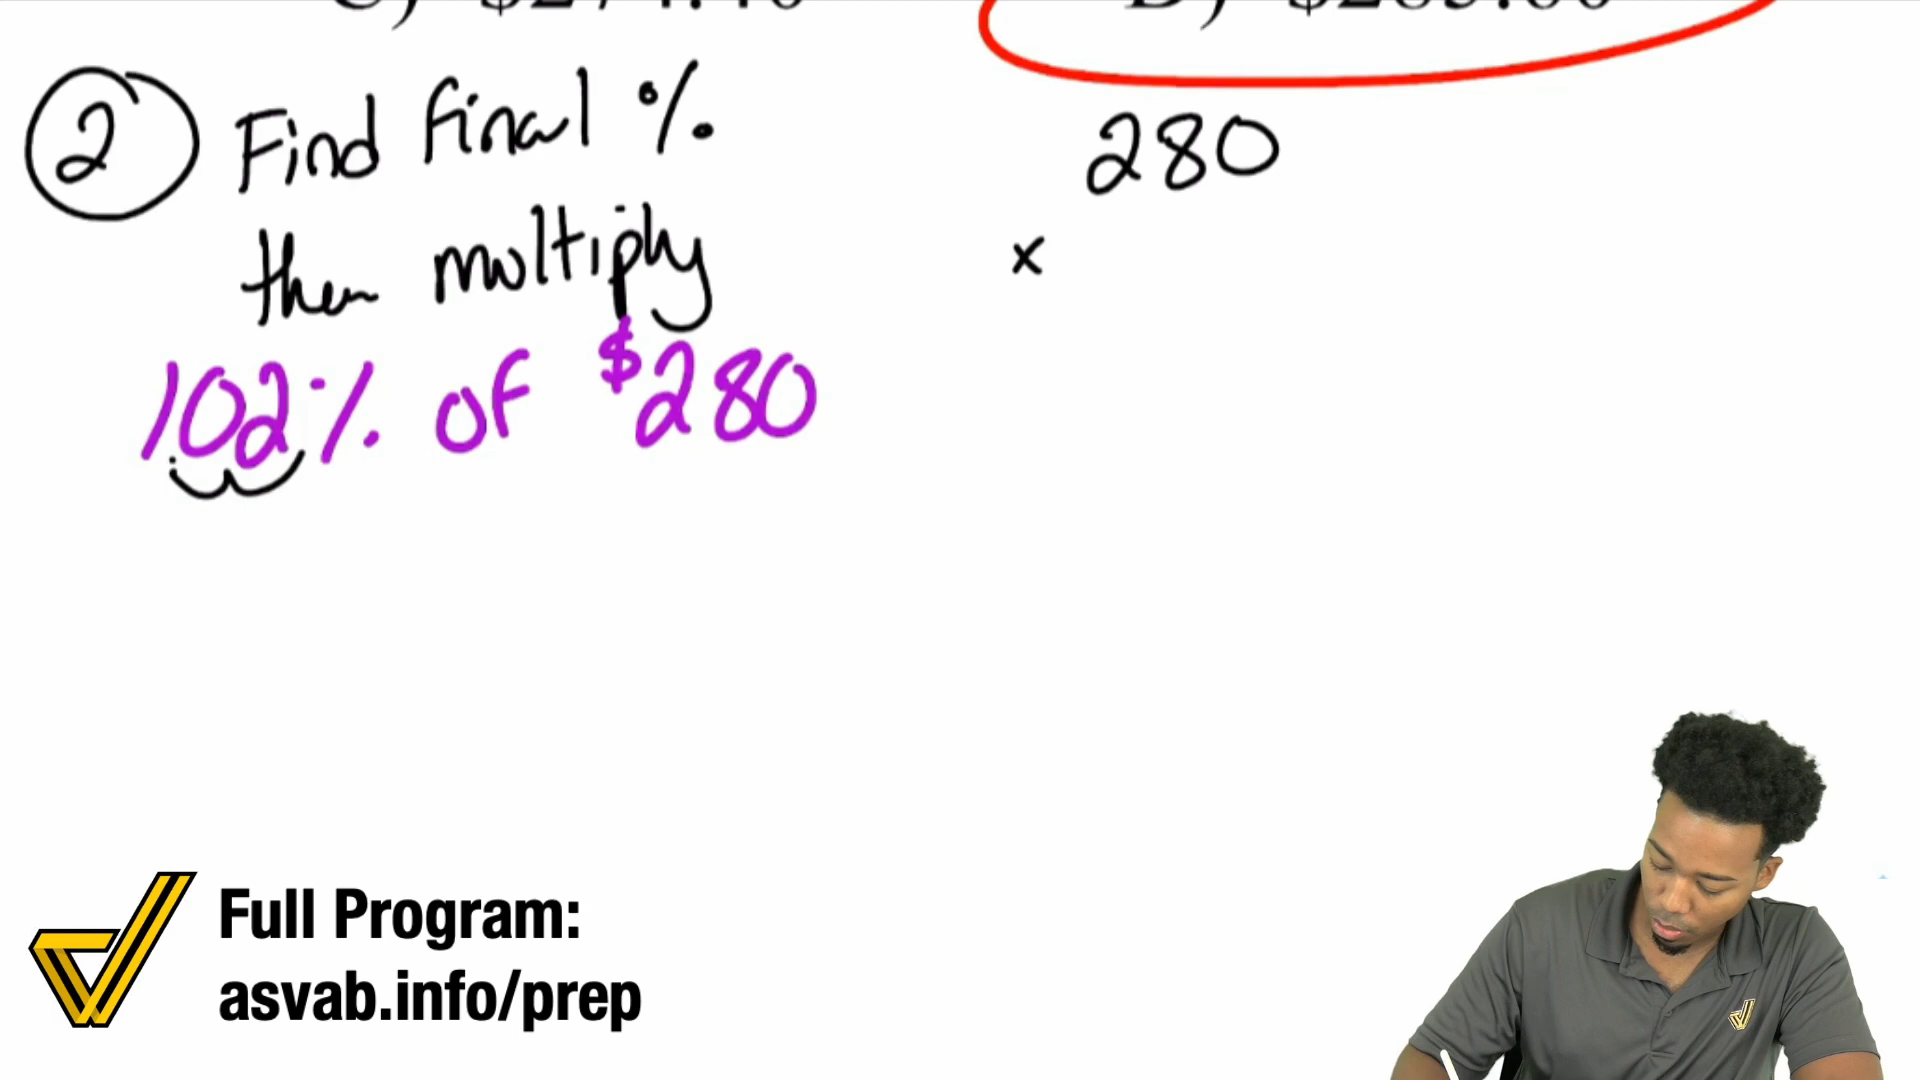 2 Find final %
then multiply
102% of $280
280
x
Full Program:
asvab.info/prep